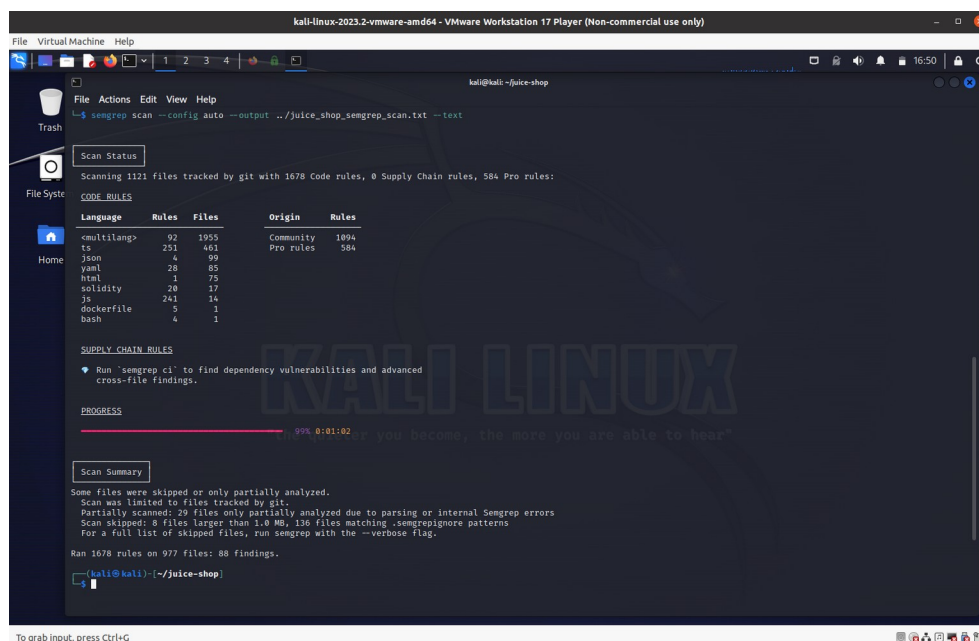 kali-linux-2023.2-vmware-amd64 - VMware Workstation 17 Player (Non-commercial use only)
File Virtual Machine Help
1 2 3 4 16:50
kali@kali: ~/juice-shop
File Actions Edit View Help
Trash
File Syste
Home
└─$ semgrep scan --config auto --output ../juice_shop_semgrep_scan.txt --text
Scan Status
Scanning 1121 files tracked by git with 1678 Code rules, 0 Supply Chain rules, 584 Pro rules:
CODE RULES
Language Rules Files Origin Rules
<multilang> 92 1955 Community 1094
ts 251 461 Pro rules 584
json 4 99
yaml 28 85
html 1 75
solidity 20 17
js 241 14
dockerfile 5 1
bash 4 1
SUPPLY CHAIN RULES
Run `semgrep ci` to find dependency vulnerabilities and advanced
cross-file findings.
KALI LINUX
PROGRESS
99% 0:01:02
"the quieter you become, the more you are able to hear"
Scan Summary
Some files were skipped or only partially analyzed.
Scan was limited to files tracked by git.
Partially scanned: 29 files only partially analyzed due to parsing or internal Semgrep errors
Scan skipped: 8 files larger than 1.0 MB, 136 files matching .semgrepignore patterns
For a full list of skipped files, run semgrep with the --verbose flag.
Ran 1678 rules on 977 files: 88 findings.
┌──(kali㉿kali)-[~/juice-shop]
└─$
To grab input, press Ctrl+G